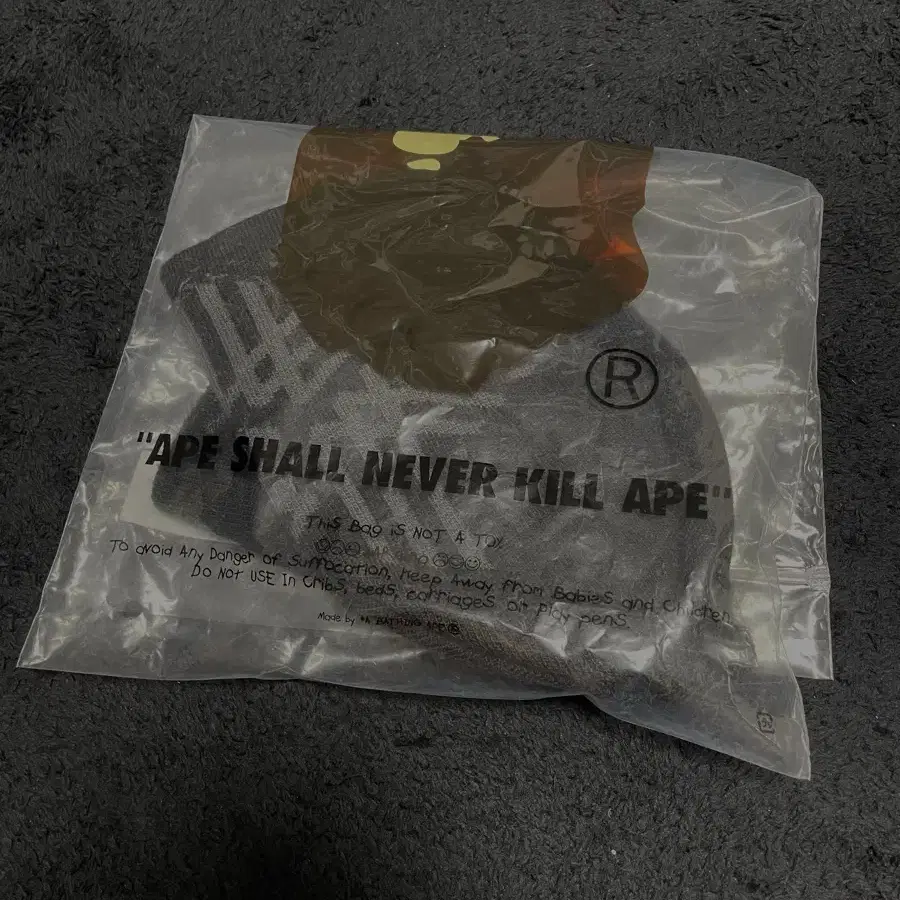 ®
"APE SHALL NEVER KILL APE"
This Bag is NOT A Toy.
To avoid Any Danger of Suffocation, Keep Away from Babies and Children.
Do Not USE In Cribs, beds, carriages or play pens.
Made by *A BATHING APE®